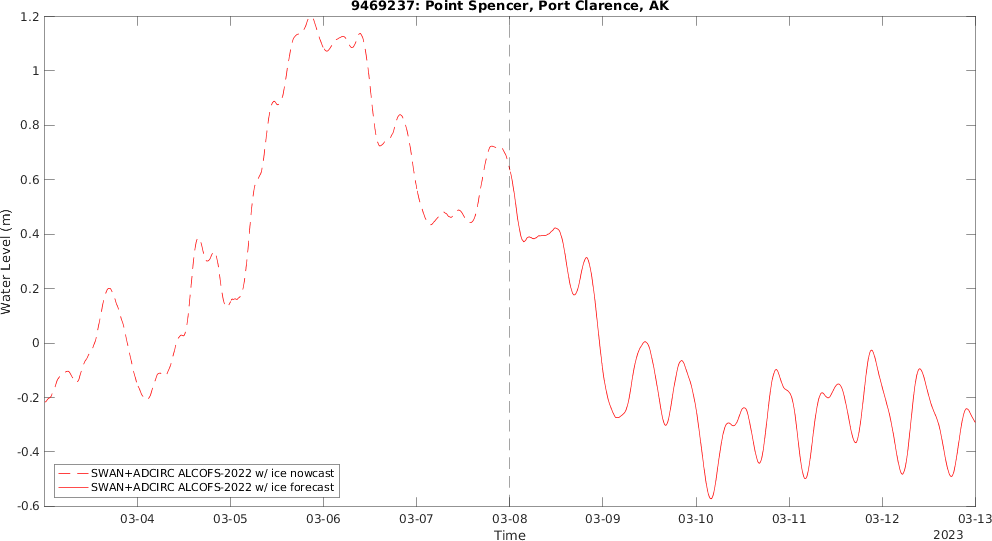 9469237: Point Spencer, Port Clarence, AK
1.2
1
0.8
0.6
0.4
0.2
0
-0.2
-0.4
-0.6
Water Level (m)
SWAN+ADCIRC ALCOFS-2022 w/ ice nowcast
SWAN+ADCIRC ALCOFS-2022 w/ ice forecast
03-04 03-05 03-06 03-07 03-08 03-09 03-10 03-11 03-12 03-13
Time
2023